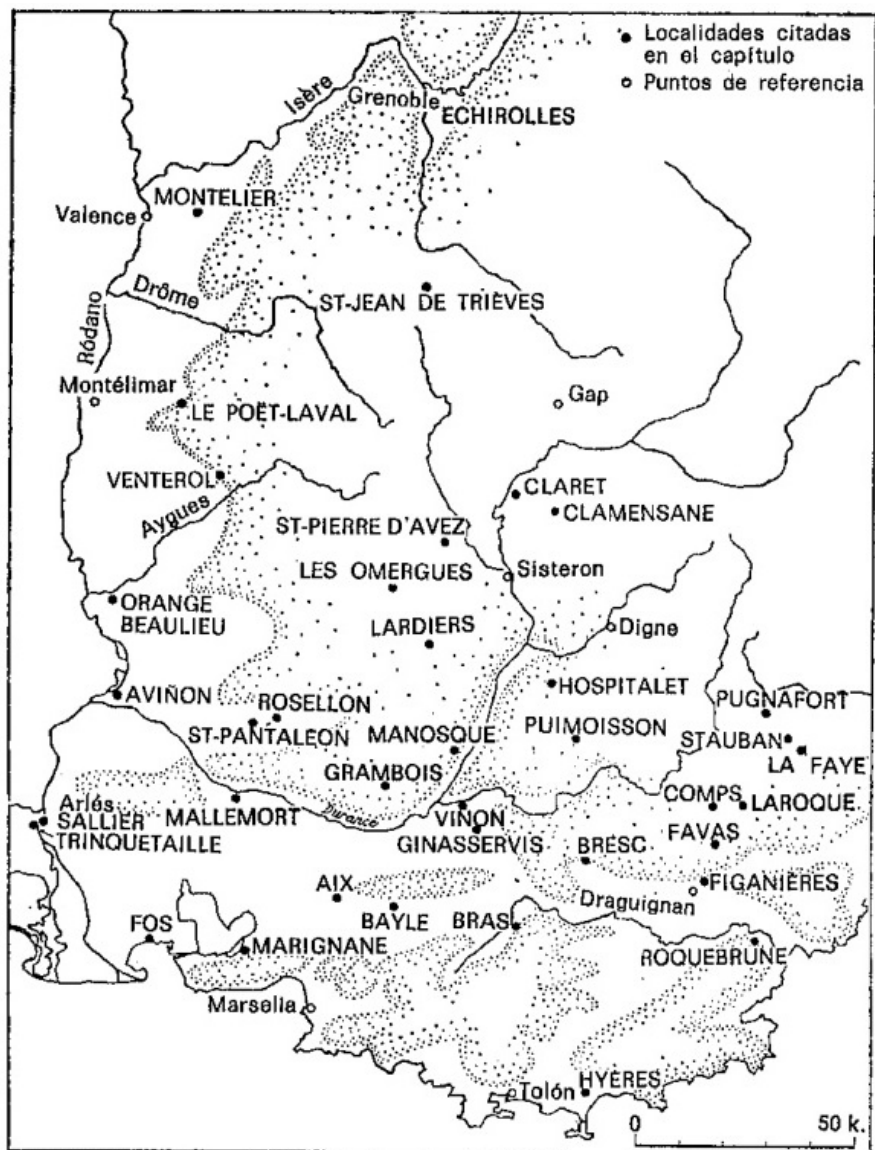 ● Localidades citadas
en el capítulo
○ Puntos de referencia
Isère
Grenoble
ECHIROLLES
MONTELIER
Valence
Drôme
ST-JEAN DE TRIÈVES
Ródano
Montélimar
LE POËT-LAVAL
Gap
VENTEROL
Aygues
CLARET
CLAMENSANE
ST-PIERRE D'AVEZ
LES OMERGUES
Sisteron
ORANGE
BEAULIEU
LARDIERS
Digne
AVIÑON
ROSELLON
ST-PANTALEON
HOSPITALET
PUGNAFORT
MANOSQUE
PUIMOISSON
STAUBAN
LA FAYE
GRAMBOIS
MALLEMORT
Durance
VIÑON
GINASSERVIS
COMPS
LAROQUE
FAVAS
Arlés
SALLIER
TRINQUETAILLE
BRESC
FIGANIÈRES
Draguignan
AIX
BAYLE
BRAS
FOS
MARIGNANE
ROQUEBRUNE
Marsella
Tolón
HYÈRES
0 50 k.